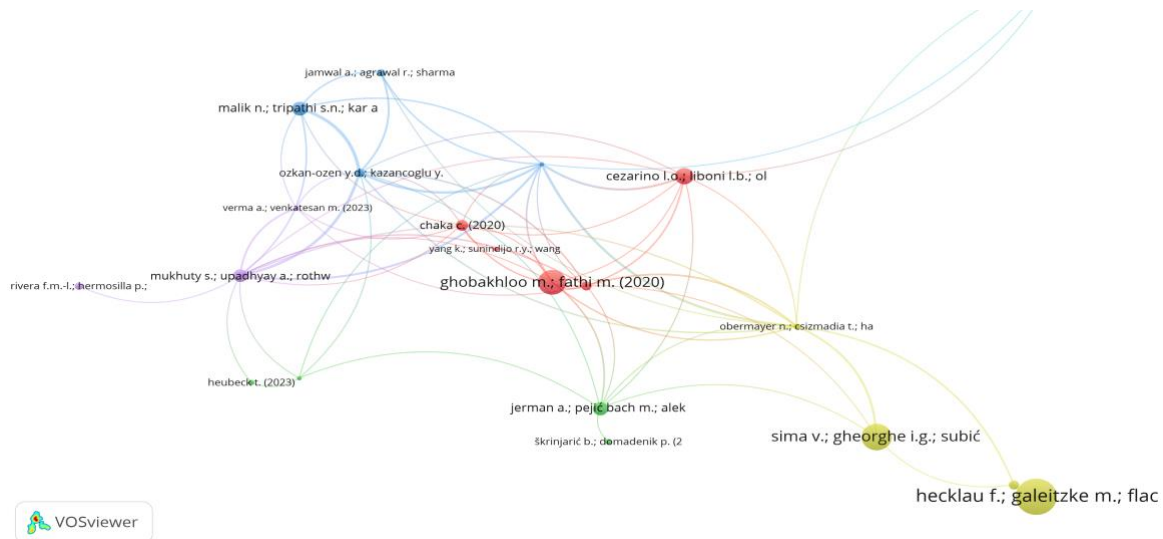 jamwal a.; agrawal r.; sharma
malik n.; tripathi s.n.; kar a
ozkan-ozen y.d.; kazancoglu y.
cezarino l.o.; liboni l.b.; ol
verma a.; venkatesan m. (2023)
chaka c. (2020)
yang k.; sunindijo r.y.; wang
mukhuty s.; upadhyay a.; rothw
rivera f.m.-l.; hermosilla p.;
ghobakhloo m.; fathi m. (2020)
obermayer n.; csizmadia t.; ha
heubeck t. (2023)
jerman a.; pejić bach m.; alek
škrinjarić b.; domadenik p. (2
sima v.; gheorghe i.g.; subić
hecklau f.; galeitzke m.; flac
VOSviewer